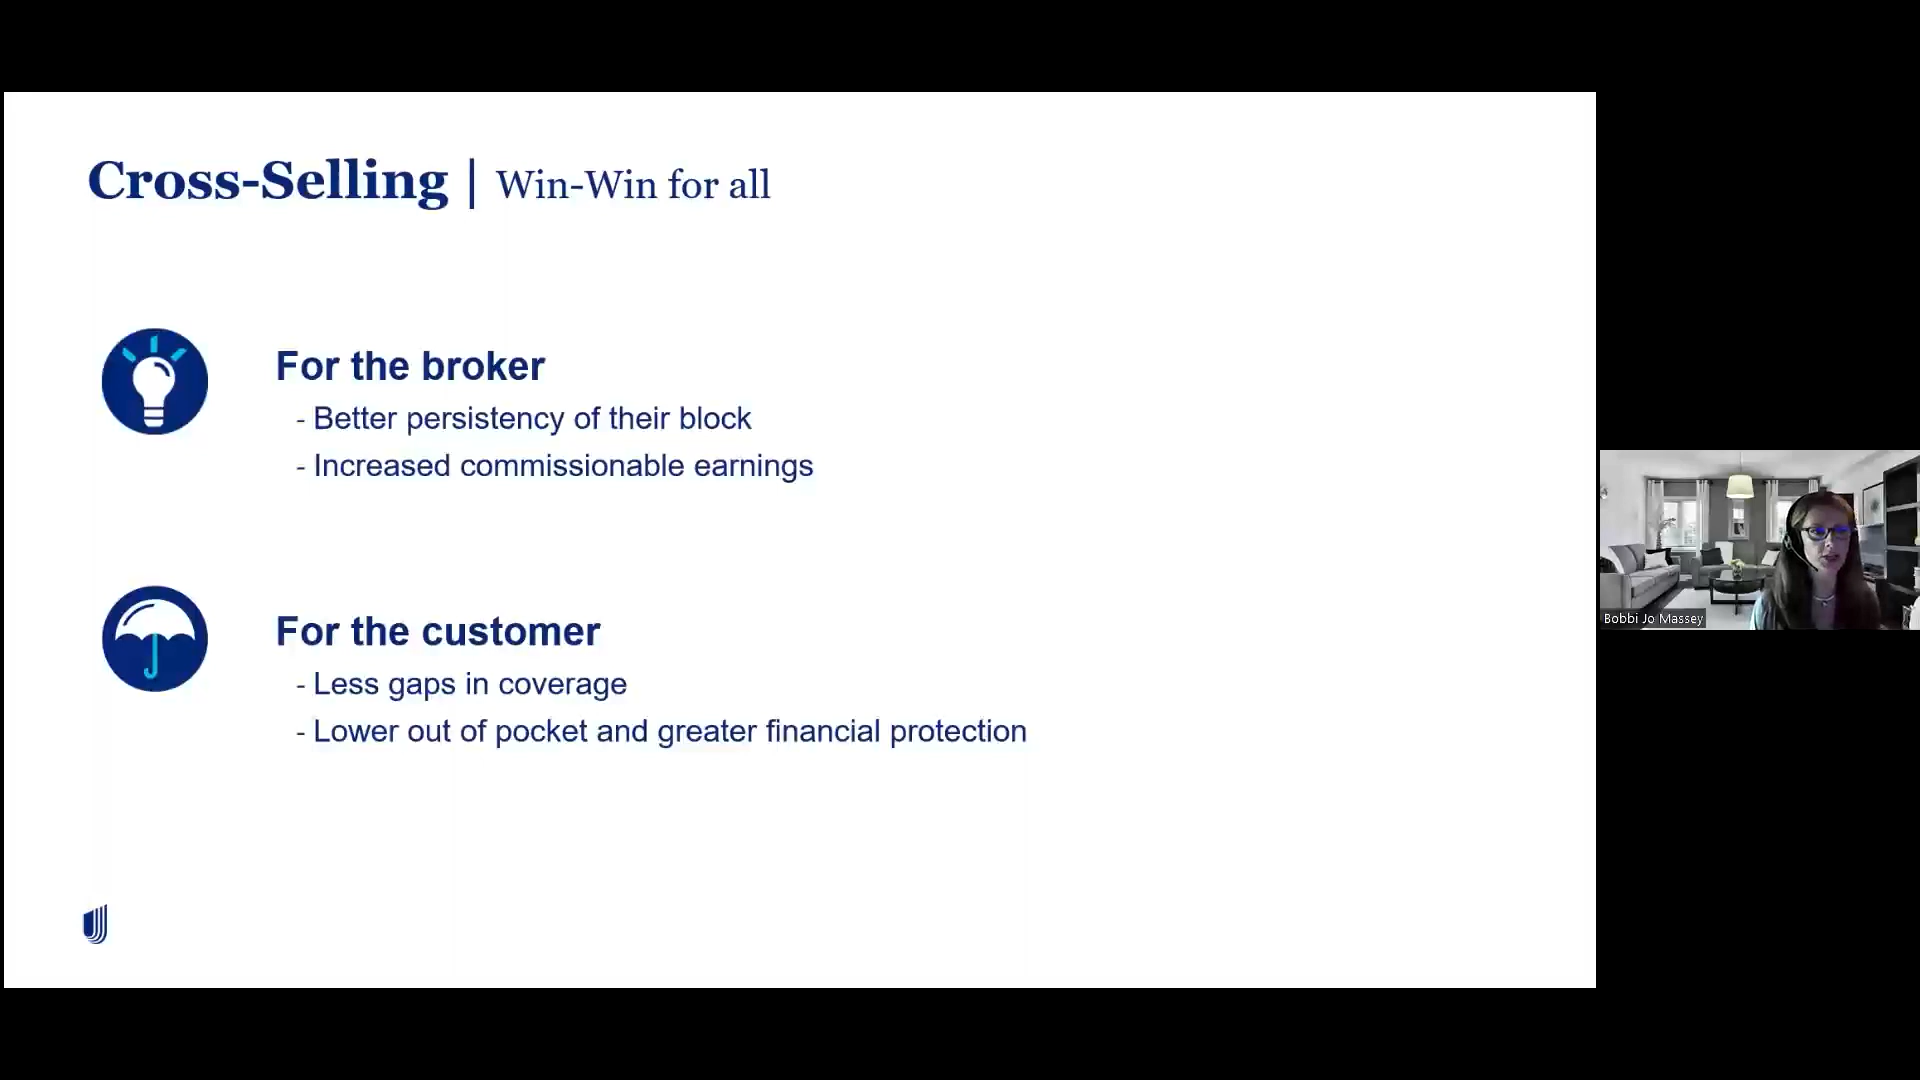 Cross-Selling | Win-Win for all
For the broker
- Better persistency of their block
- Increased commissionable earnings
For the customer
- Less gaps in coverage
- Lower out of pocket and greater financial protection
Bobbi Jo Massey